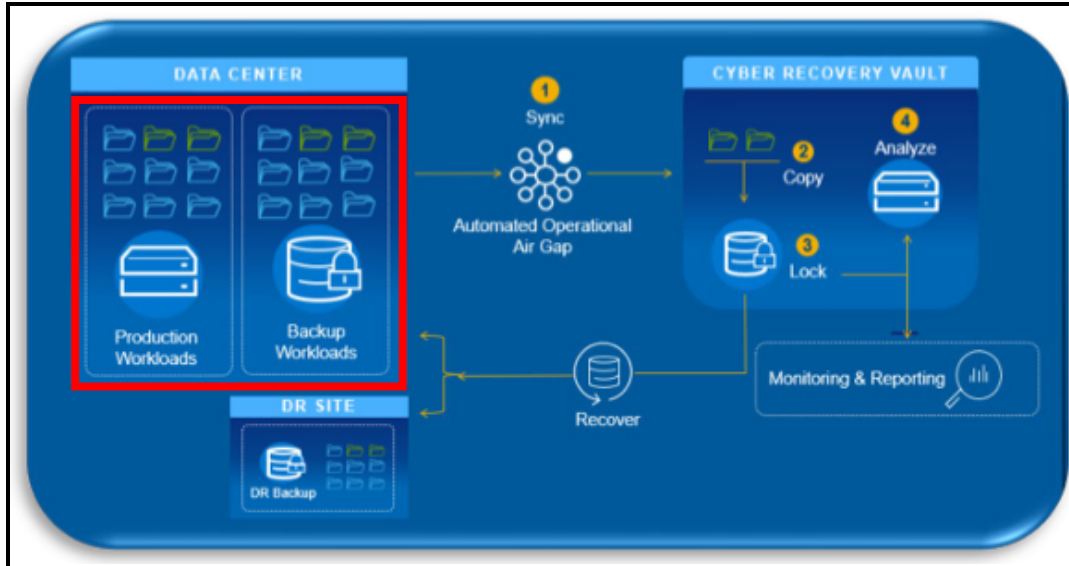 DATA CENTER
Production
Workloads
Backup
Workloads
1
Sync
Automated Operational
Air Gap
CYBER RECOVERY VAULT
2
Copy
3
Lock
4
Analyze
Monitoring & Reporting
Recover
DR SITE
DR Backup